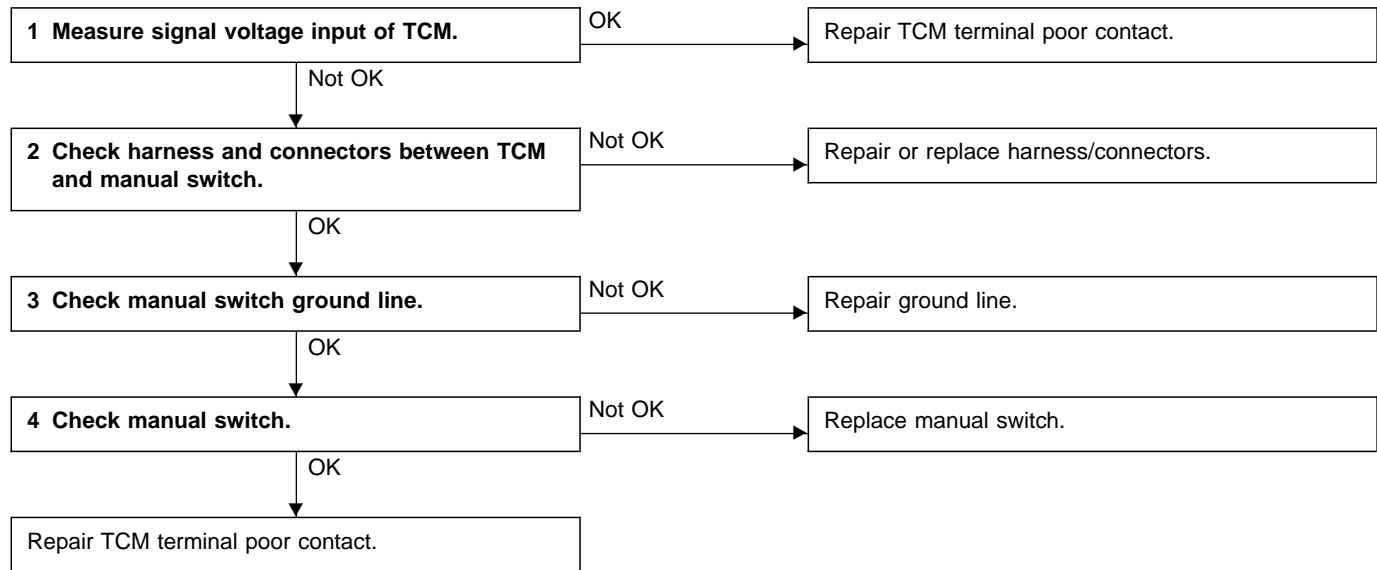 1 Measure signal voltage input of TCM.
OK
Repair TCM terminal poor contact.
Not OK
2 Check harness and connectors between TCM
and manual switch.
Not OK
Repair or replace harness/connectors.
OK
3 Check manual switch ground line.
Not OK
Repair ground line.
OK
4 Check manual switch.
Not OK
Replace manual switch.
OK
Repair TCM terminal poor contact.